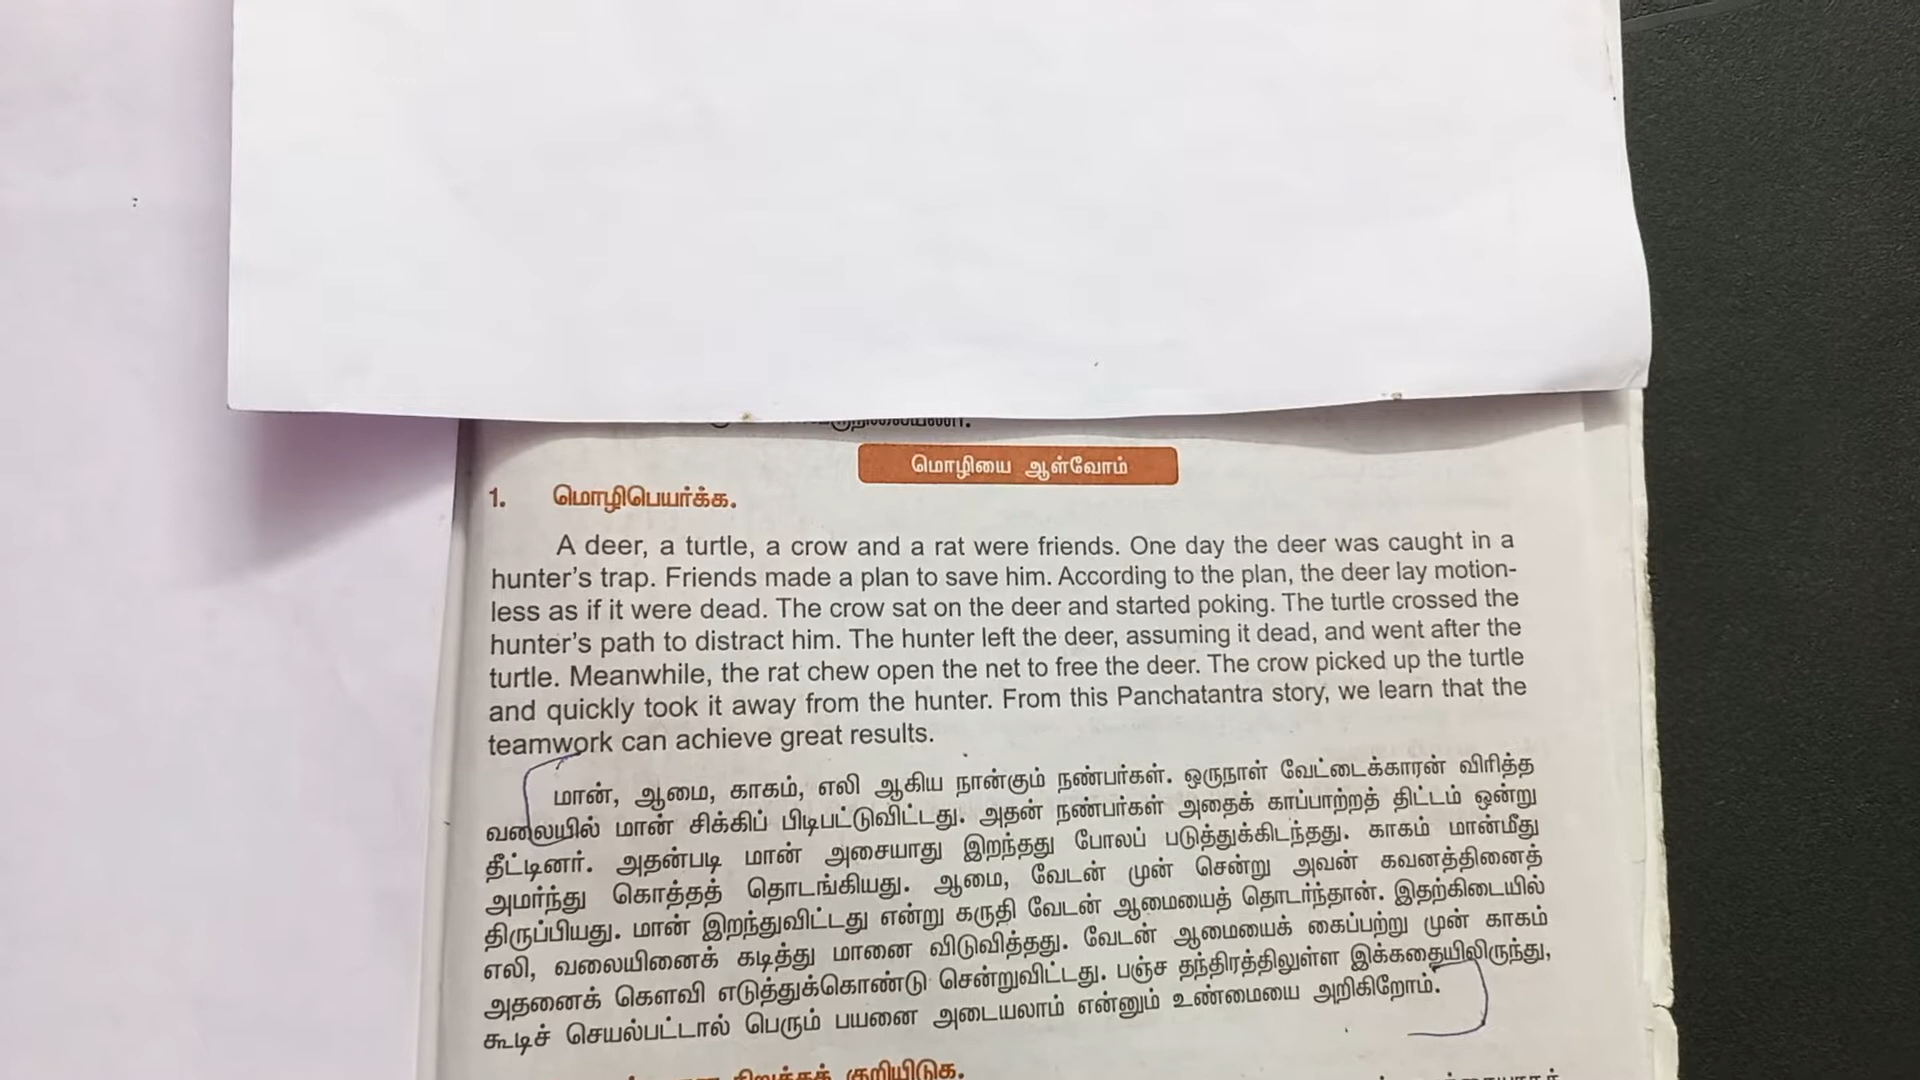 மொழியை ஆள்வோம்
1. மொழிபெயர்க்க.
A deer, a turtle, a crow and a rat were friends. One day the deer was caught in a
hunter's trap. Friends made a plan to save him. According to the plan, the deer lay motion-
less as if it were dead. The crow sat on the deer and started poking. The turtle crossed the
hunter's path to distract him. The hunter left the deer, assuming it dead, and went after the
turtle. Meanwhile, the rat chew open the net to free the deer. The crow picked up the turtle
and quickly took it away from the hunter. From this Panchatantra story, we learn that the
teamwork can achieve great results.
மான், ஆமை, காகம், எலி ஆகிய நான்கும் நண்பர்கள். ஒருநாள் வேட்டைக்காரன் விரித்த
வலையில் மான் சிக்கிப் பிடிபட்டுவிட்டது. அதன் நண்பர்கள் அதைக் காப்பாற்றத் திட்டம் ஒன்று
தீட்டினர். அதன்படி மான் அசையாது இறந்தது போலப் படுத்துக்கிடந்தது. காகம் மான்மீது
அமர்ந்து கொத்தத் தொடங்கியது. ஆமை, வேடன் முன் சென்று அவன் கவனத்தினைத்
திருப்பியது. மான் இறந்துவிட்டது என்று கருதி வேடன் ஆமையைத் தொடர்ந்தான். இதற்கிடையில்
எலி, வலையினைக் கடித்து மானை விடுவித்தது. வேடன் ஆமையைக் கைப்பற்று முன் காகம்
அதனைக் கௌவி எடுத்துக்கொண்டு சென்றுவிட்டது. பஞ்ச தந்திரத்திலுள்ள இக்கதையிலிருந்து,
கூடிச் செயல்பட்டால் பெரும் பயனை அடையலாம் என்னும் உண்மையை அறிகிறோம்.
குறியிடுக.